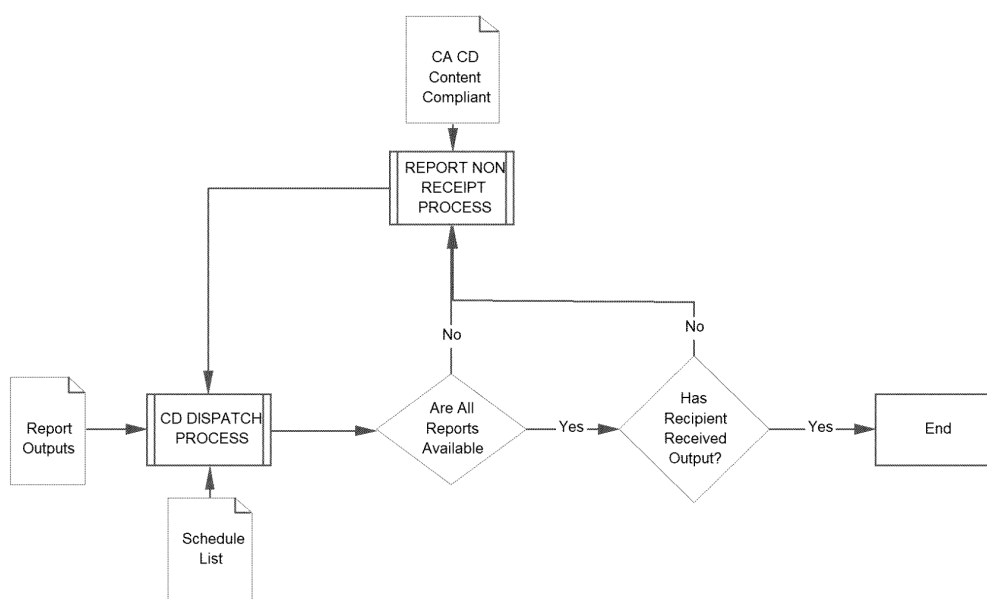 CA CD
Content
Compliant
REPORT NON
RECEIPT
PROCESS
No
No
Report
Outputs
CD DISPATCH
PROCESS
Are All
Reports
Available
Yes
Has
Recipient
Received
Output?
Yes
End
Schedule
List